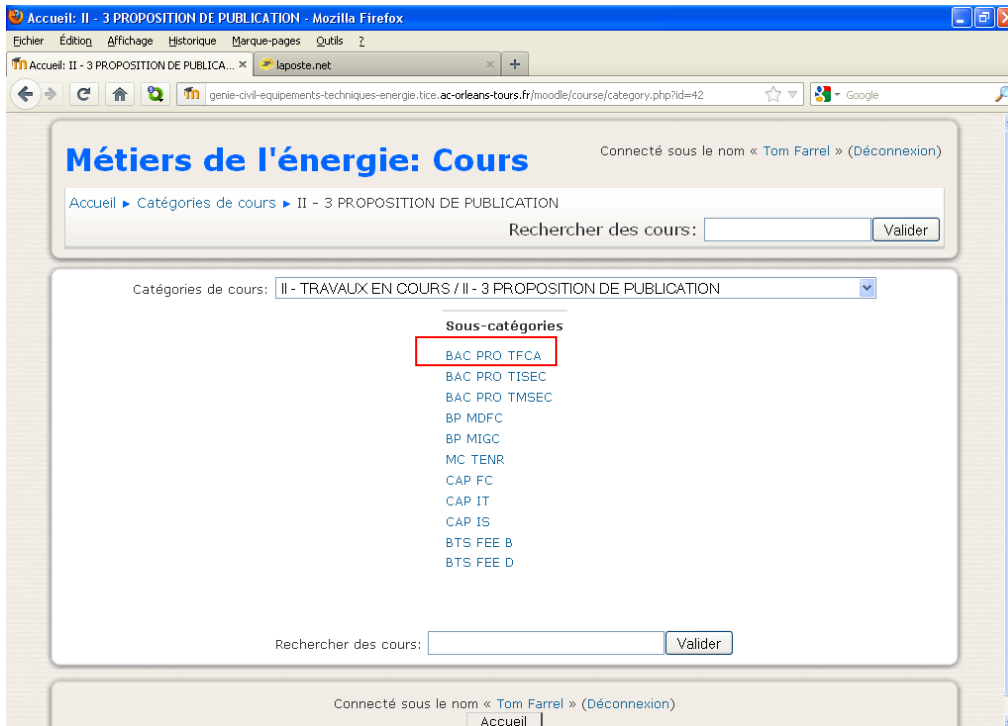 Accueil: II - 3 PROPOSITION DE PUBLICATION - Mozilla Firefox
Fichier Édition Affichage Historique Marque-pages Outils ?
Accueil: II - 3 PROPOSITION DE PUBLICA... × laposte.net × +
genie-civil-equipements-techniques-energie.tice.ac-orleans-tours.fr/moodle/course/category.php?id=42 Google
Métiers de l'énergie: Cours
Connecté sous le nom « Tom Farrel » (Déconnexion)
Accueil ► Catégories de cours ► II - 3 PROPOSITION DE PUBLICATION
Rechercher des cours: Valider
Catégories de cours: II - TRAVAUX EN COURS / II - 3 PROPOSITION DE PUBLICATION
Sous-catégories
BAC PRO TFCA
BAC PRO TISEC
BAC PRO TMSEC
BP MDFC
BP MIGC
MC TENR
CAP FC
CAP IT
CAP IS
BTS FEE B
BTS FEE D
Rechercher des cours: Valider
Connecté sous le nom « Tom Farrel » (Déconnexion)
Accueil